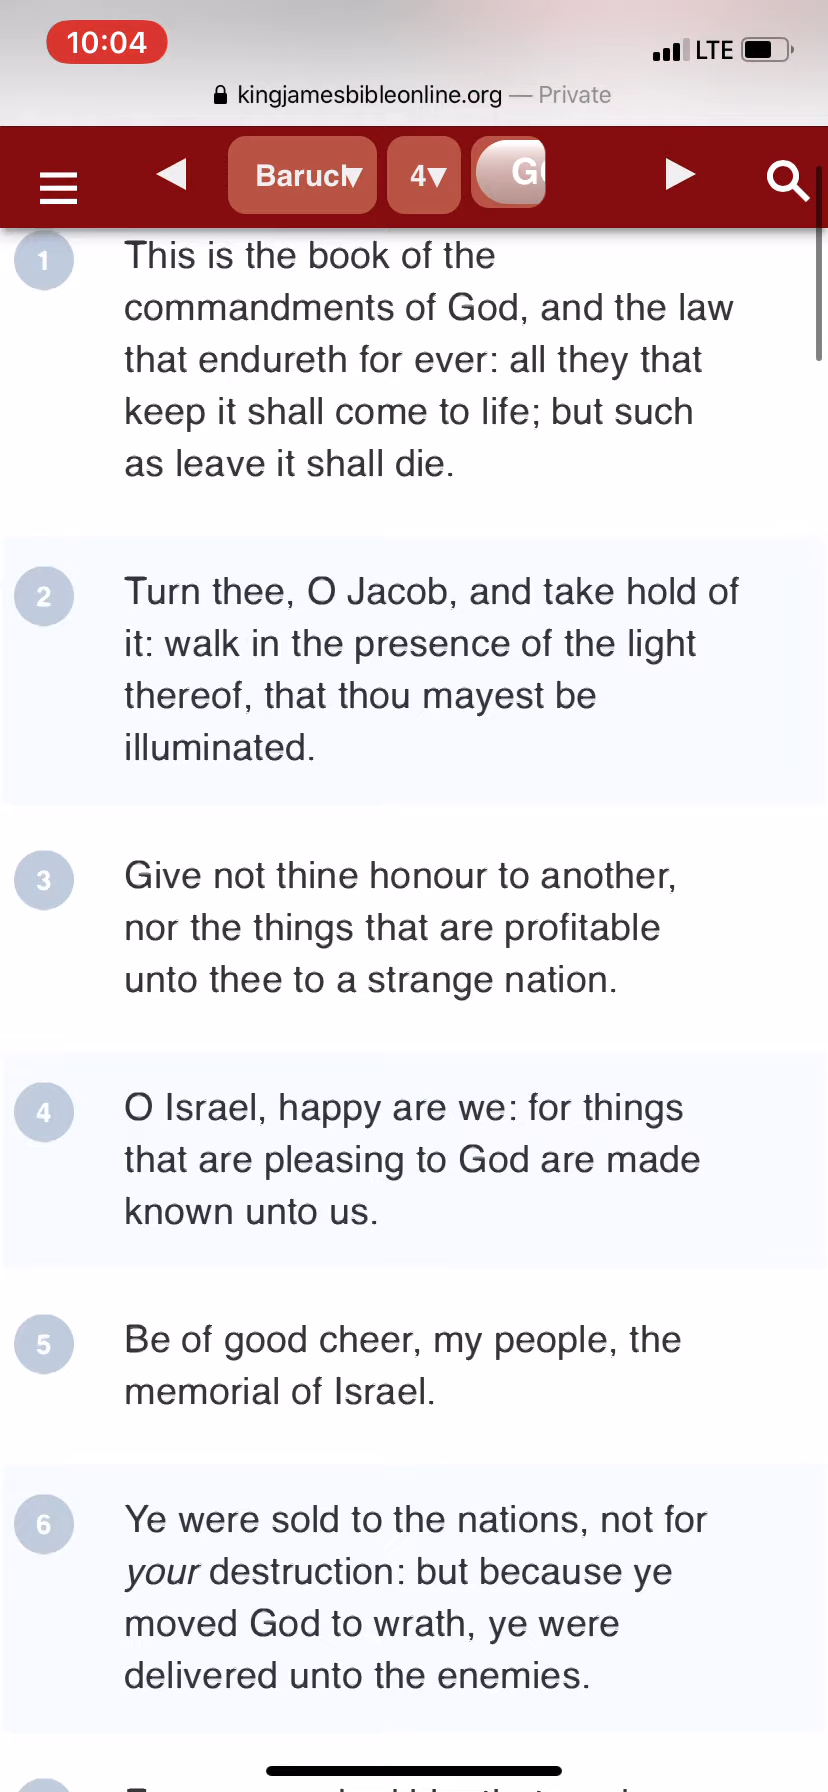 10:04
LTE
kingjamesbibleonline.org — Private
Baruch 4 G
1 This is the book of the
commandments of God, and the law
that endureth for ever: all they that
keep it shall come to life; but such
as leave it shall die.
2 Turn thee, O Jacob, and take hold of
it: walk in the presence of the light
thereof, that thou mayest be
illuminated.
3 Give not thine honour to another,
nor the things that are profitable
unto thee to a strange nation.
4 O Israel, happy are we: for things
that are pleasing to God are made
known unto us.
5 Be of good cheer, my people, the
memorial of Israel.
6 Ye were sold to the nations, not for
your destruction: but because ye
moved God to wrath, ye were
delivered unto the enemies.